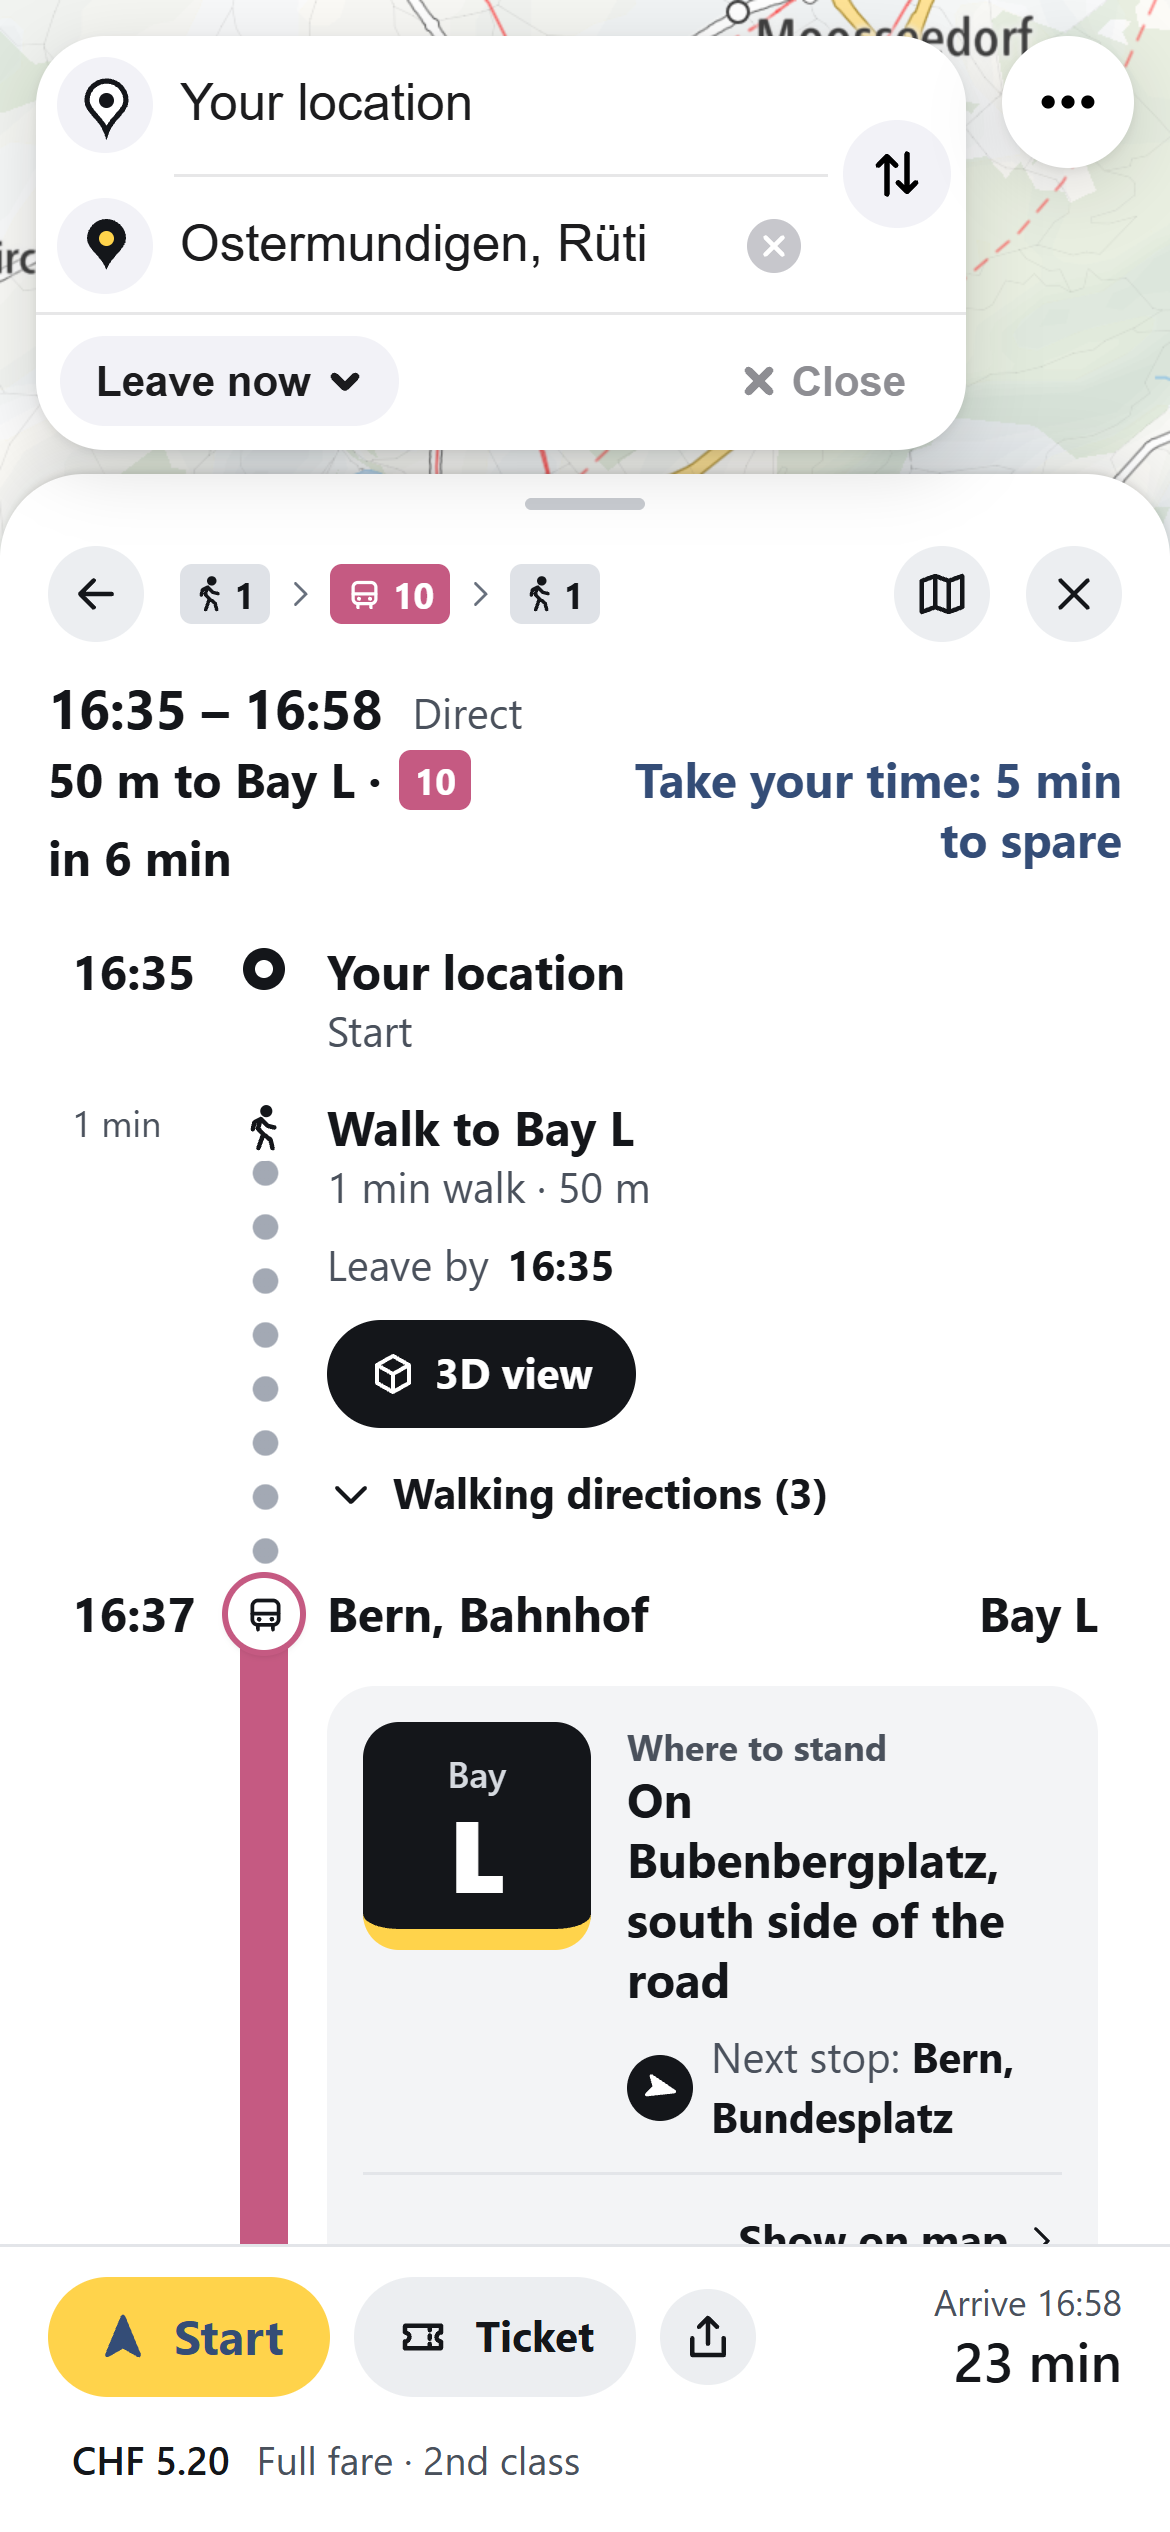 Your location
Ostermundigen, Rüti
Leave now
Close
1
10
1
16:35 – 16:58 Direct
50 m to Bay L · 10
in 6 min
Take your time: 5 min
to spare
16:35 Your location
Start
1 min Walk to Bay L
1 min walk · 50 m
Leave by 16:35
3D view
Walking directions (3)
16:37 Bern, Bahnhof Bay L
Bay
L
Where to stand
On
Bubenbergplatz,
south side of the
road
Next stop: Bern,
Bundesplatz
Show on map
Start
Ticket
Arrive 16:58
23 min
CHF 5.20 Full fare · 2nd class